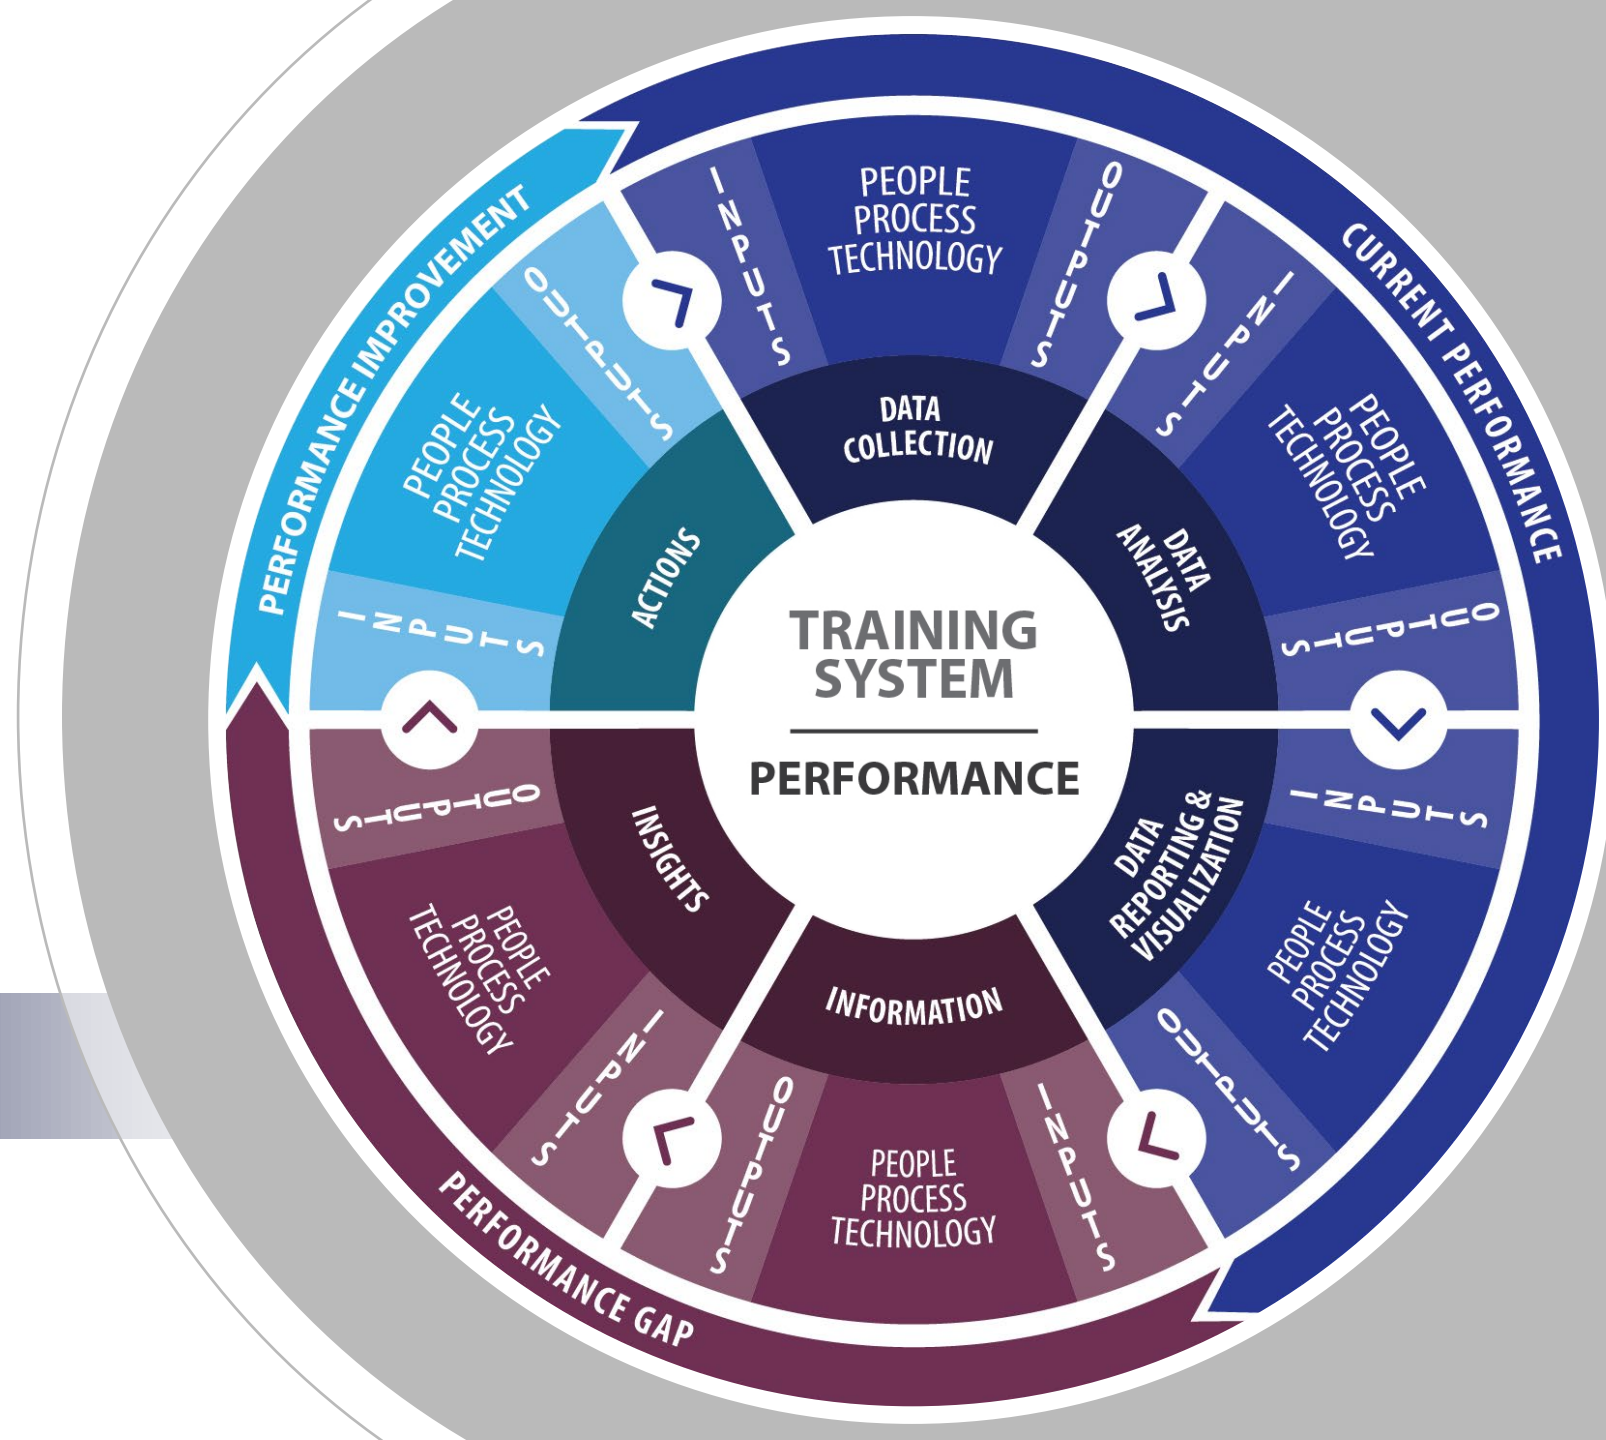 TRAINING
SYSTEM
PERFORMANCE
CURRENT PERFORMANCE
INPUTS
PEOPLE
PROCESS
TECHNOLOGY
OUTPUTS
DATA
COLLECTION
INPUTS
PEOPLE
PROCESS
TECHNOLOGY
OUTPUTS
DATA
ANALYSIS
INPUTS
PEOPLE
PROCESS
TECHNOLOGY
OUTPUTS
DATA
REPORTING &
VISUALIZATION
PERFORMANCE GAP
INPUTS
PEOPLE
PROCESS
TECHNOLOGY
OUTPUTS
INFORMATION
INPUTS
PEOPLE
PROCESS
TECHNOLOGY
OUTPUTS
INSIGHTS
PERFORMANCE IMPROVEMENT
INPUTS
PEOPLE
PROCESS
TECHNOLOGY
OUTPUTS
ACTIONS